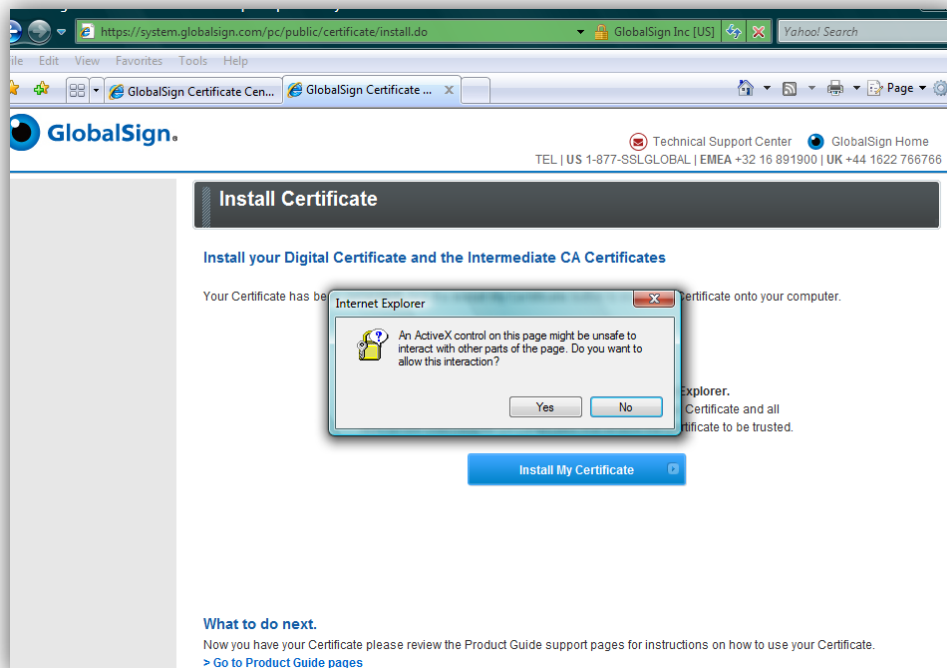 https://system.globalsign.com/pc/public/certificate/install.do
GlobalSign Inc [US]
Yahoo! Search
Edit View Favorites Tools Help
GlobalSign Certificate Cen...
GlobalSign Certificate ...
Page
GlobalSign.
Technical Support Center GlobalSign Home
TEL | US 1-877-SSLGLOBAL | EMEA +32 16 891900 | UK +44 1622 766766
Install Certificate
Install your Digital Certificate and the Intermediate CA Certificates
Your Certificate has be
ertificate onto your computer.
Internet Explorer
An ActiveX control on this page might be unsafe to
interact with other parts of the page. Do you want to
allow this interaction?
Yes No
xplorer.
Certificate and all
rtificate to be trusted.
Install My Certificate
What to do next.
Now you have your Certificate please review the Product Guide support pages for instructions on how to use your Certificate.
> Go to Product Guide pages